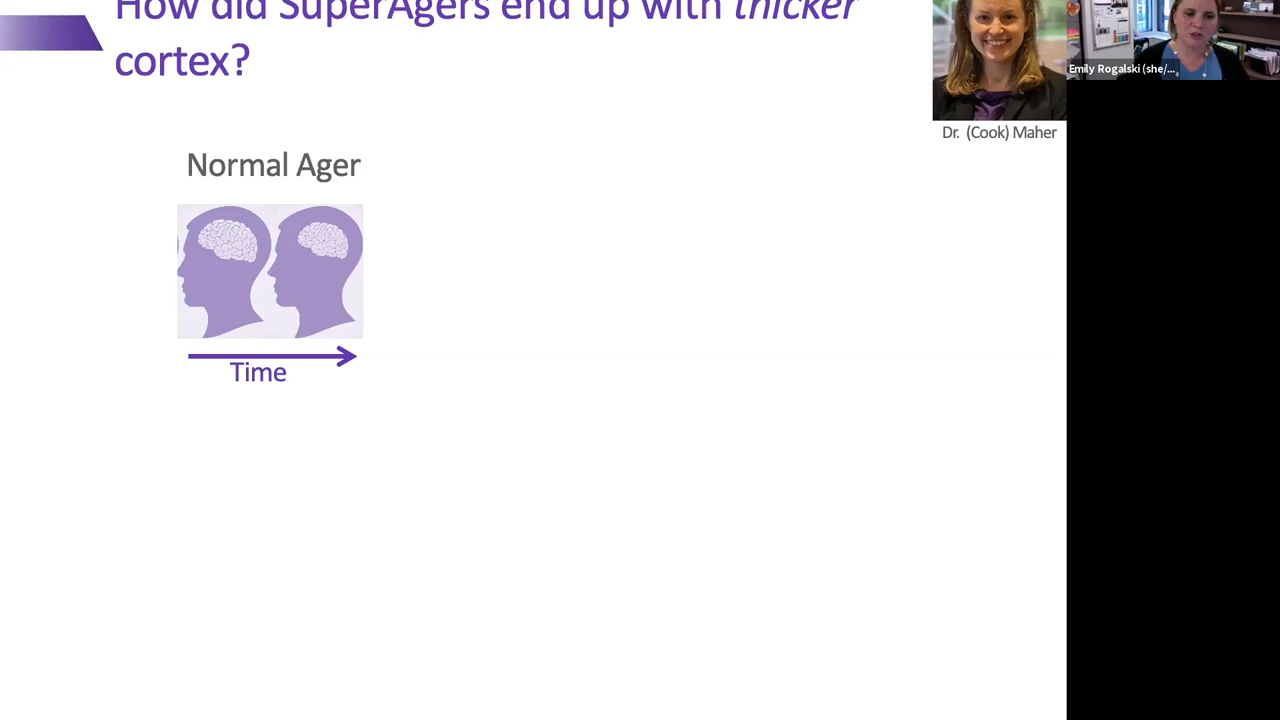 How did SuperAgers end up with thicker
cortex?
Emily Rogalski (she/...
Dr. (Cook) Maher
Normal Ager
Time